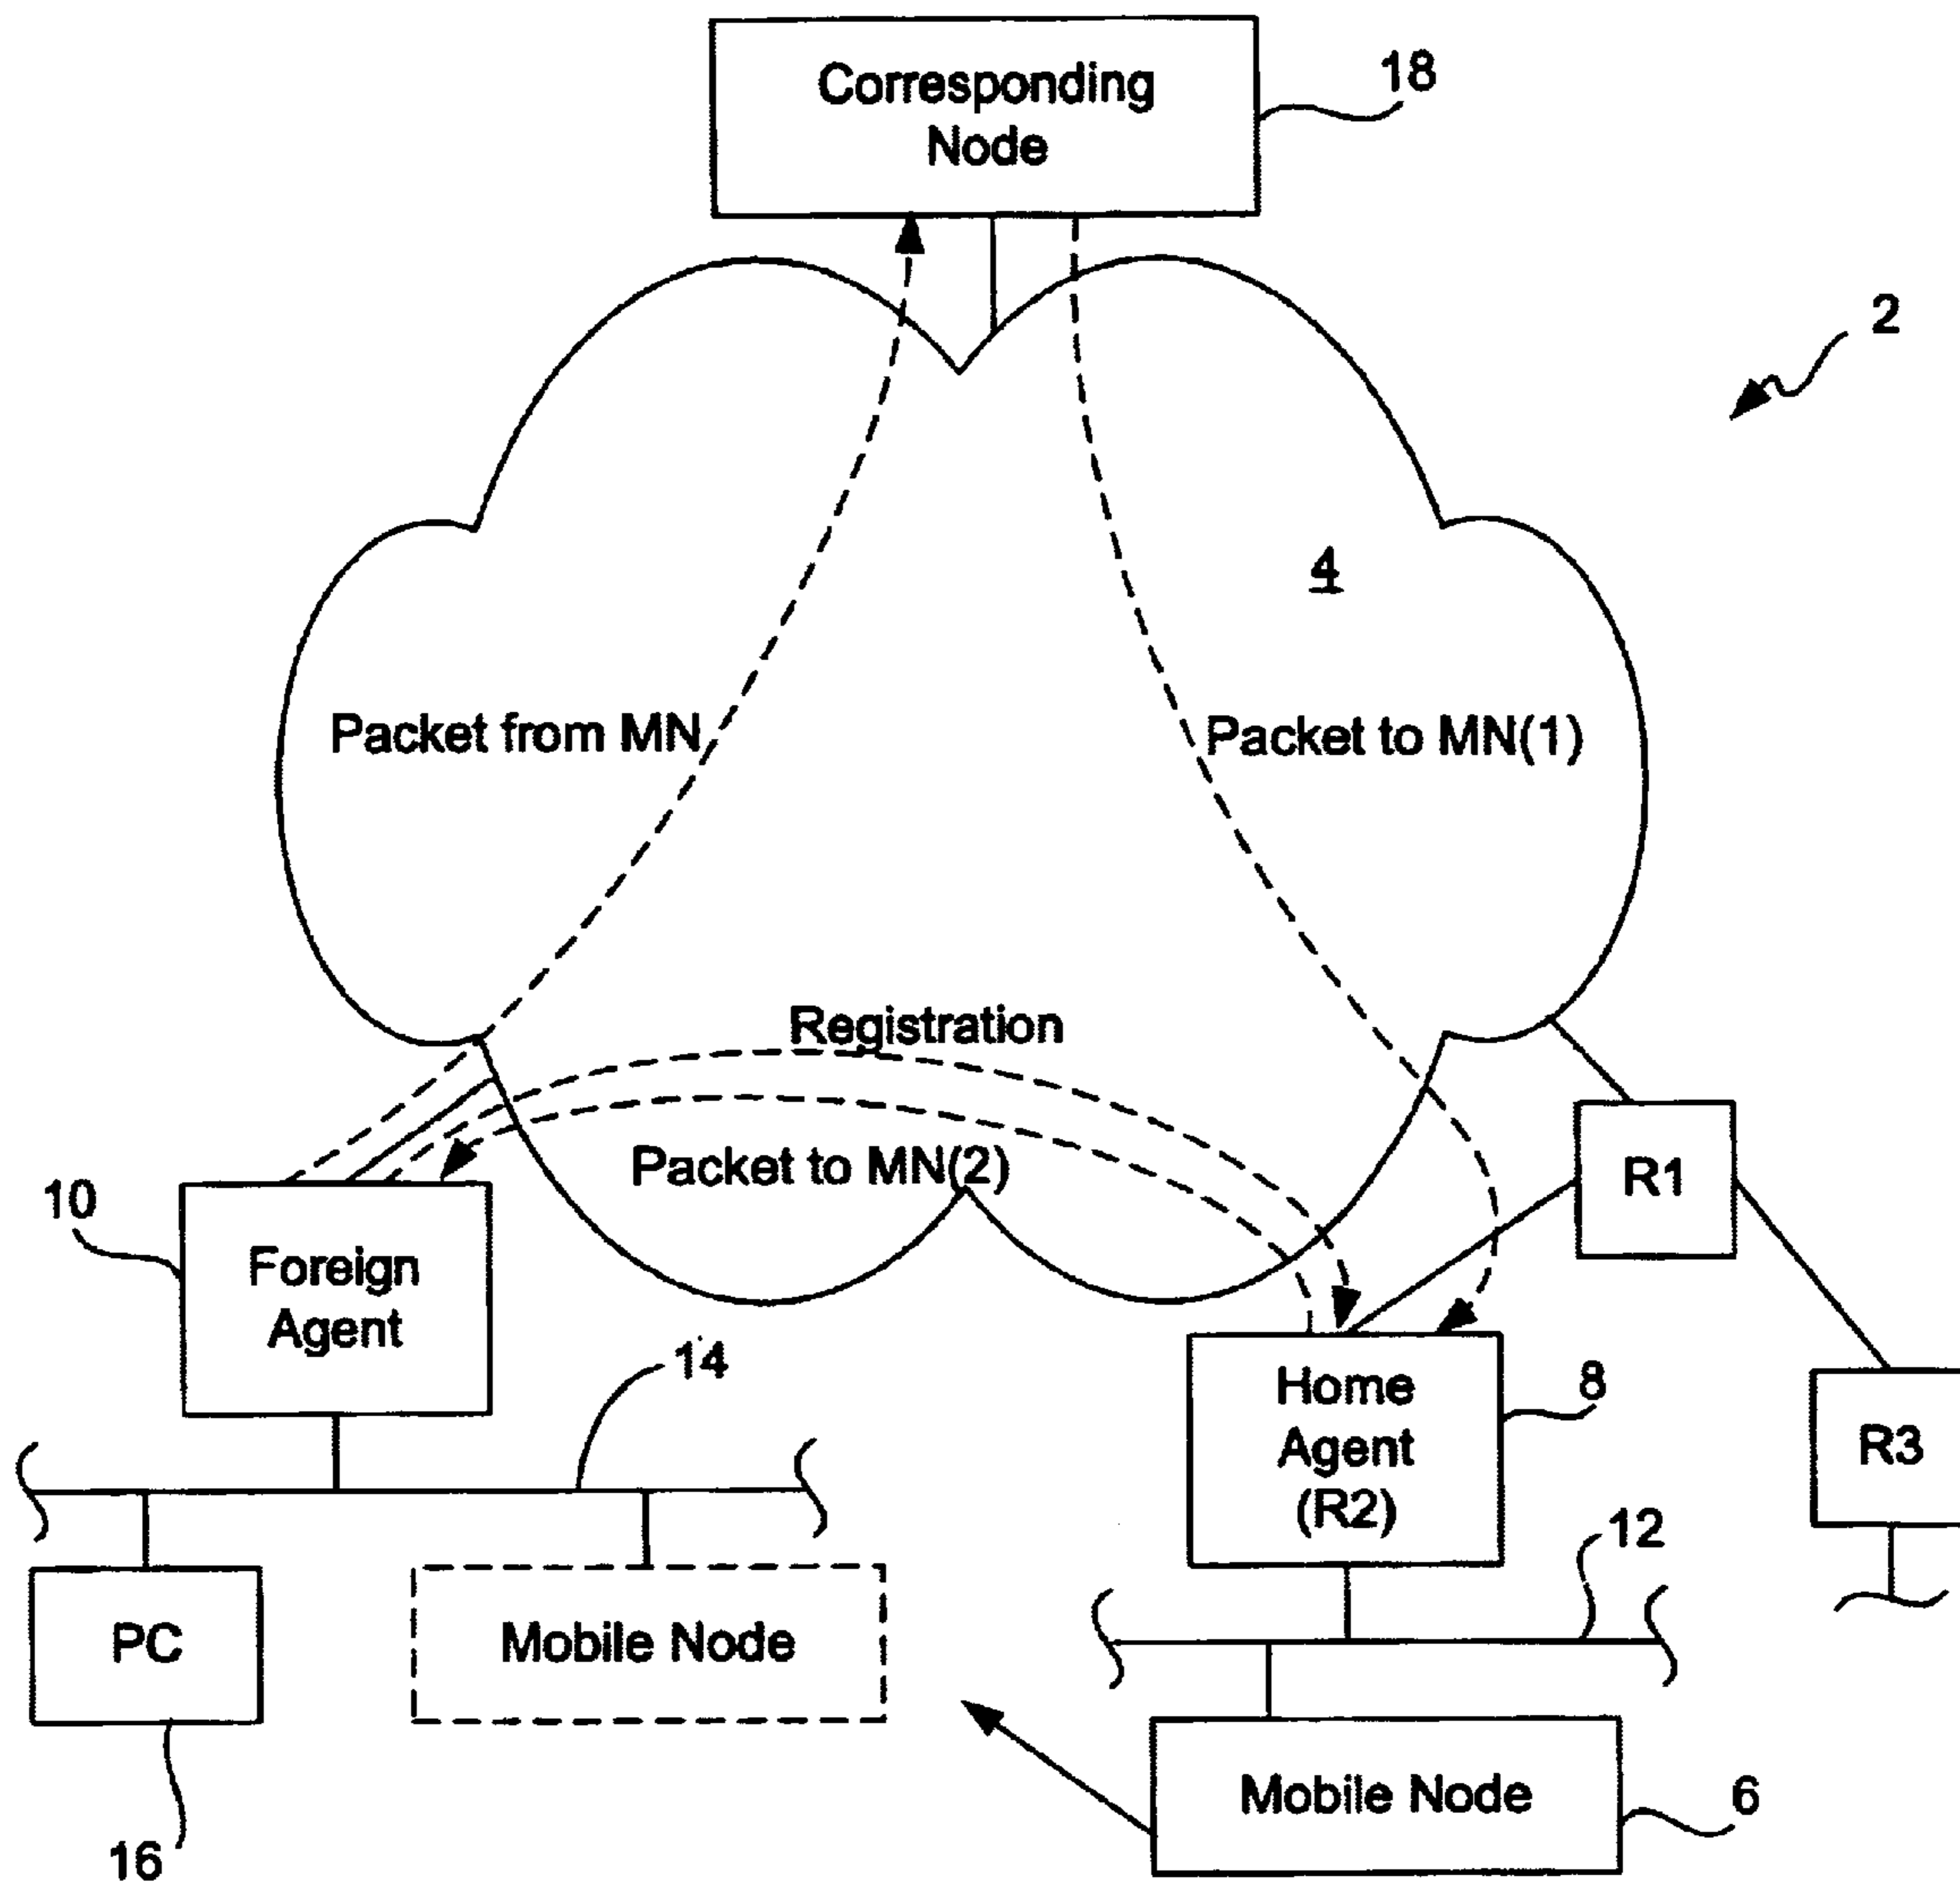 Corresponding
Node
18
2
4
Packet from MN
Packet to MN(1)
Registration
Packet to MN(2)
R1
10
Foreign
Agent
14
Home
Agent
(R2)
8
R3
12
PC
Mobile Node
Mobile Node
6
16